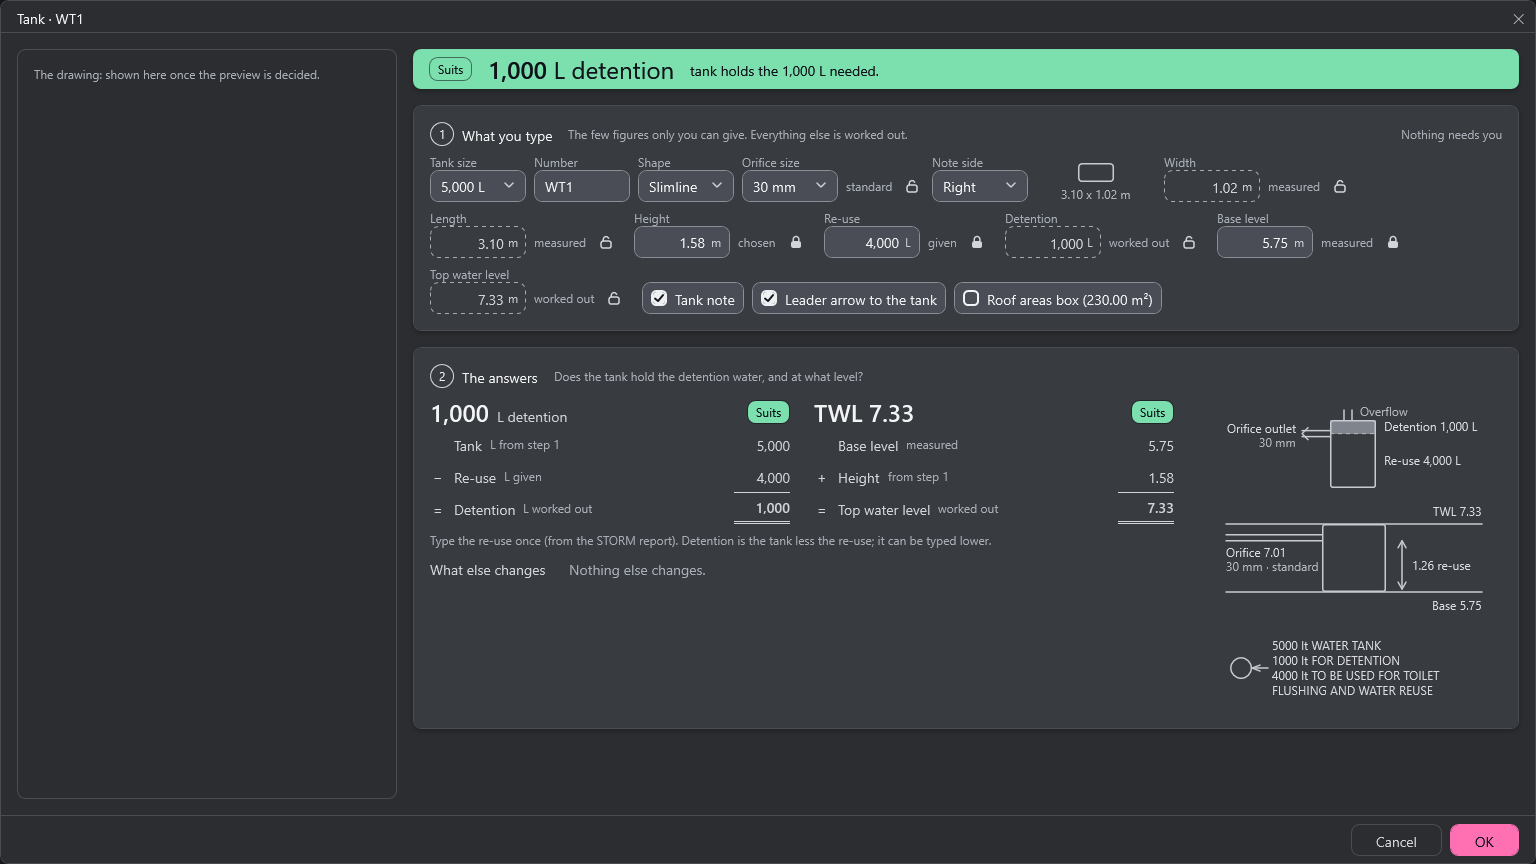 Tank · WT1
The drawing: shown here once the preview is decided.
Suits 1,000 L detention tank holds the 1,000 L needed.
1 What you type The few figures only you can give. Everything else is worked out. Nothing needs you
Tank size Number Shape Orifice size Note side Width
5,000 L WT1 Slimline 30 mm standard Right 3.10 x 1.02 m 1.02 m measured
Length Height Re-use Detention Base level
3.10 m measured 1.58 m chosen 4,000 L given 1,000 L worked out 5.75 m measured
Top water level
7.33 m worked out Tank note Leader arrow to the tank Roof areas box (230.00 m²)
2 The answers Does the tank hold the detention water, and at what level?
1,000 L detention Suits
Tank L from step 1 5,000
− Re-use L given 4,000
= Detention L worked out 1,000
TWL 7.33 Suits
Base level measured 5.75
+ Height from step 1 1.58
= Top water level worked out 7.33
Type the re-use once (from the STORM report). Detention is the tank less the re-use; it can be typed lower.
What else changes Nothing else changes.
Overflow
Orifice outlet Detention 1,000 L
30 mm
Re-use 4,000 L
TWL 7.33
Orifice 7.01
30 mm · standard 1.26 re-use
Base 5.75
5000 lt WATER TANK
1000 lt FOR DETENTION
4000 lt TO BE USED FOR TOILET
FLUSHING AND WATER REUSE
Cancel OK